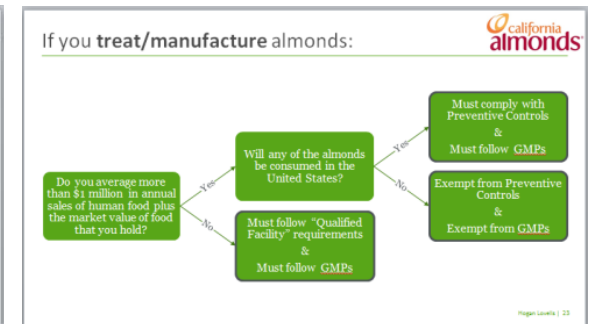 If you treat/manufacture almonds:
california
almonds
Do you average more
than $1 million in annual
sales of human food plus
the market value of food
that you hold?
Yes
No
Will any of the almonds
be consumed in the
United States?
Must follow "Qualified
Facility" requirements
&
Must follow GMPs
Yes
No
Must comply with
Preventive Controls
&
Must follow GMPs
Exempt from Preventive
Controls
&
Exempt from GMPs
Hogan Lovells | 25